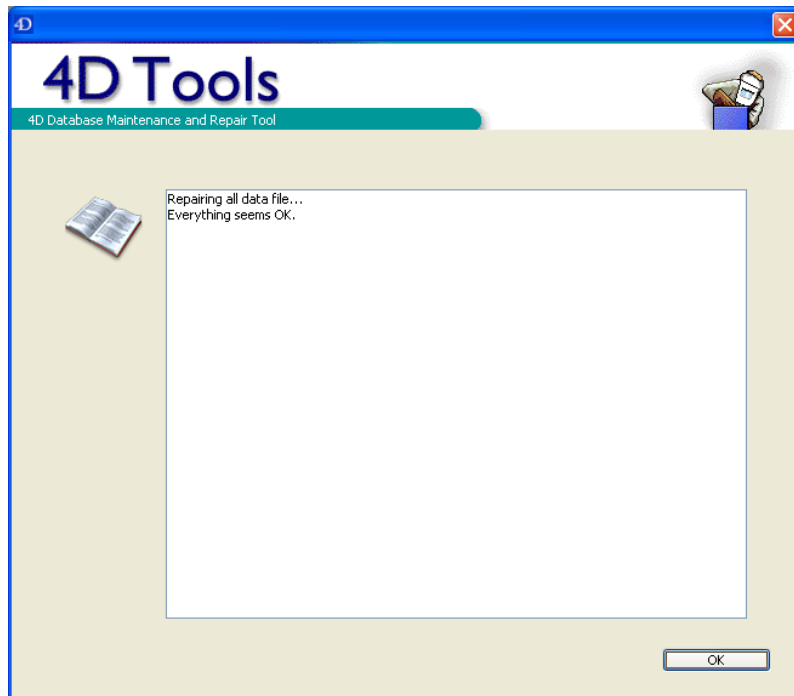 4D
4D Tools
4D Database Maintenance and Repair Tool
Repairing all data file...
Everything seems OK.
OK